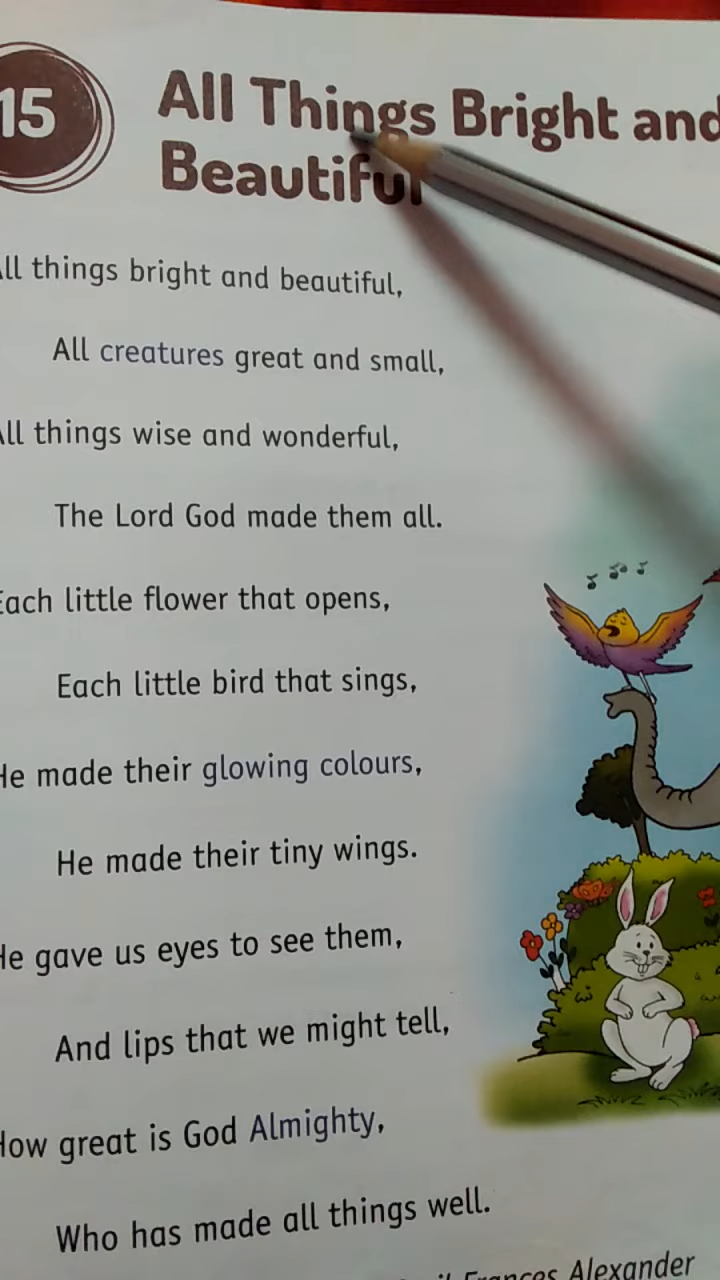 15
All Things Bright and
Beautiful
All things bright and beautiful,
All creatures great and small,
All things wise and wonderful,
The Lord God made them all.
Each little flower that opens,
Each little bird that sings,
He made their glowing colours,
He made their tiny wings.
He gave us eyes to see them,
And lips that we might tell,
How great is God Almighty,
Who has made all things well.
Frances Alexander